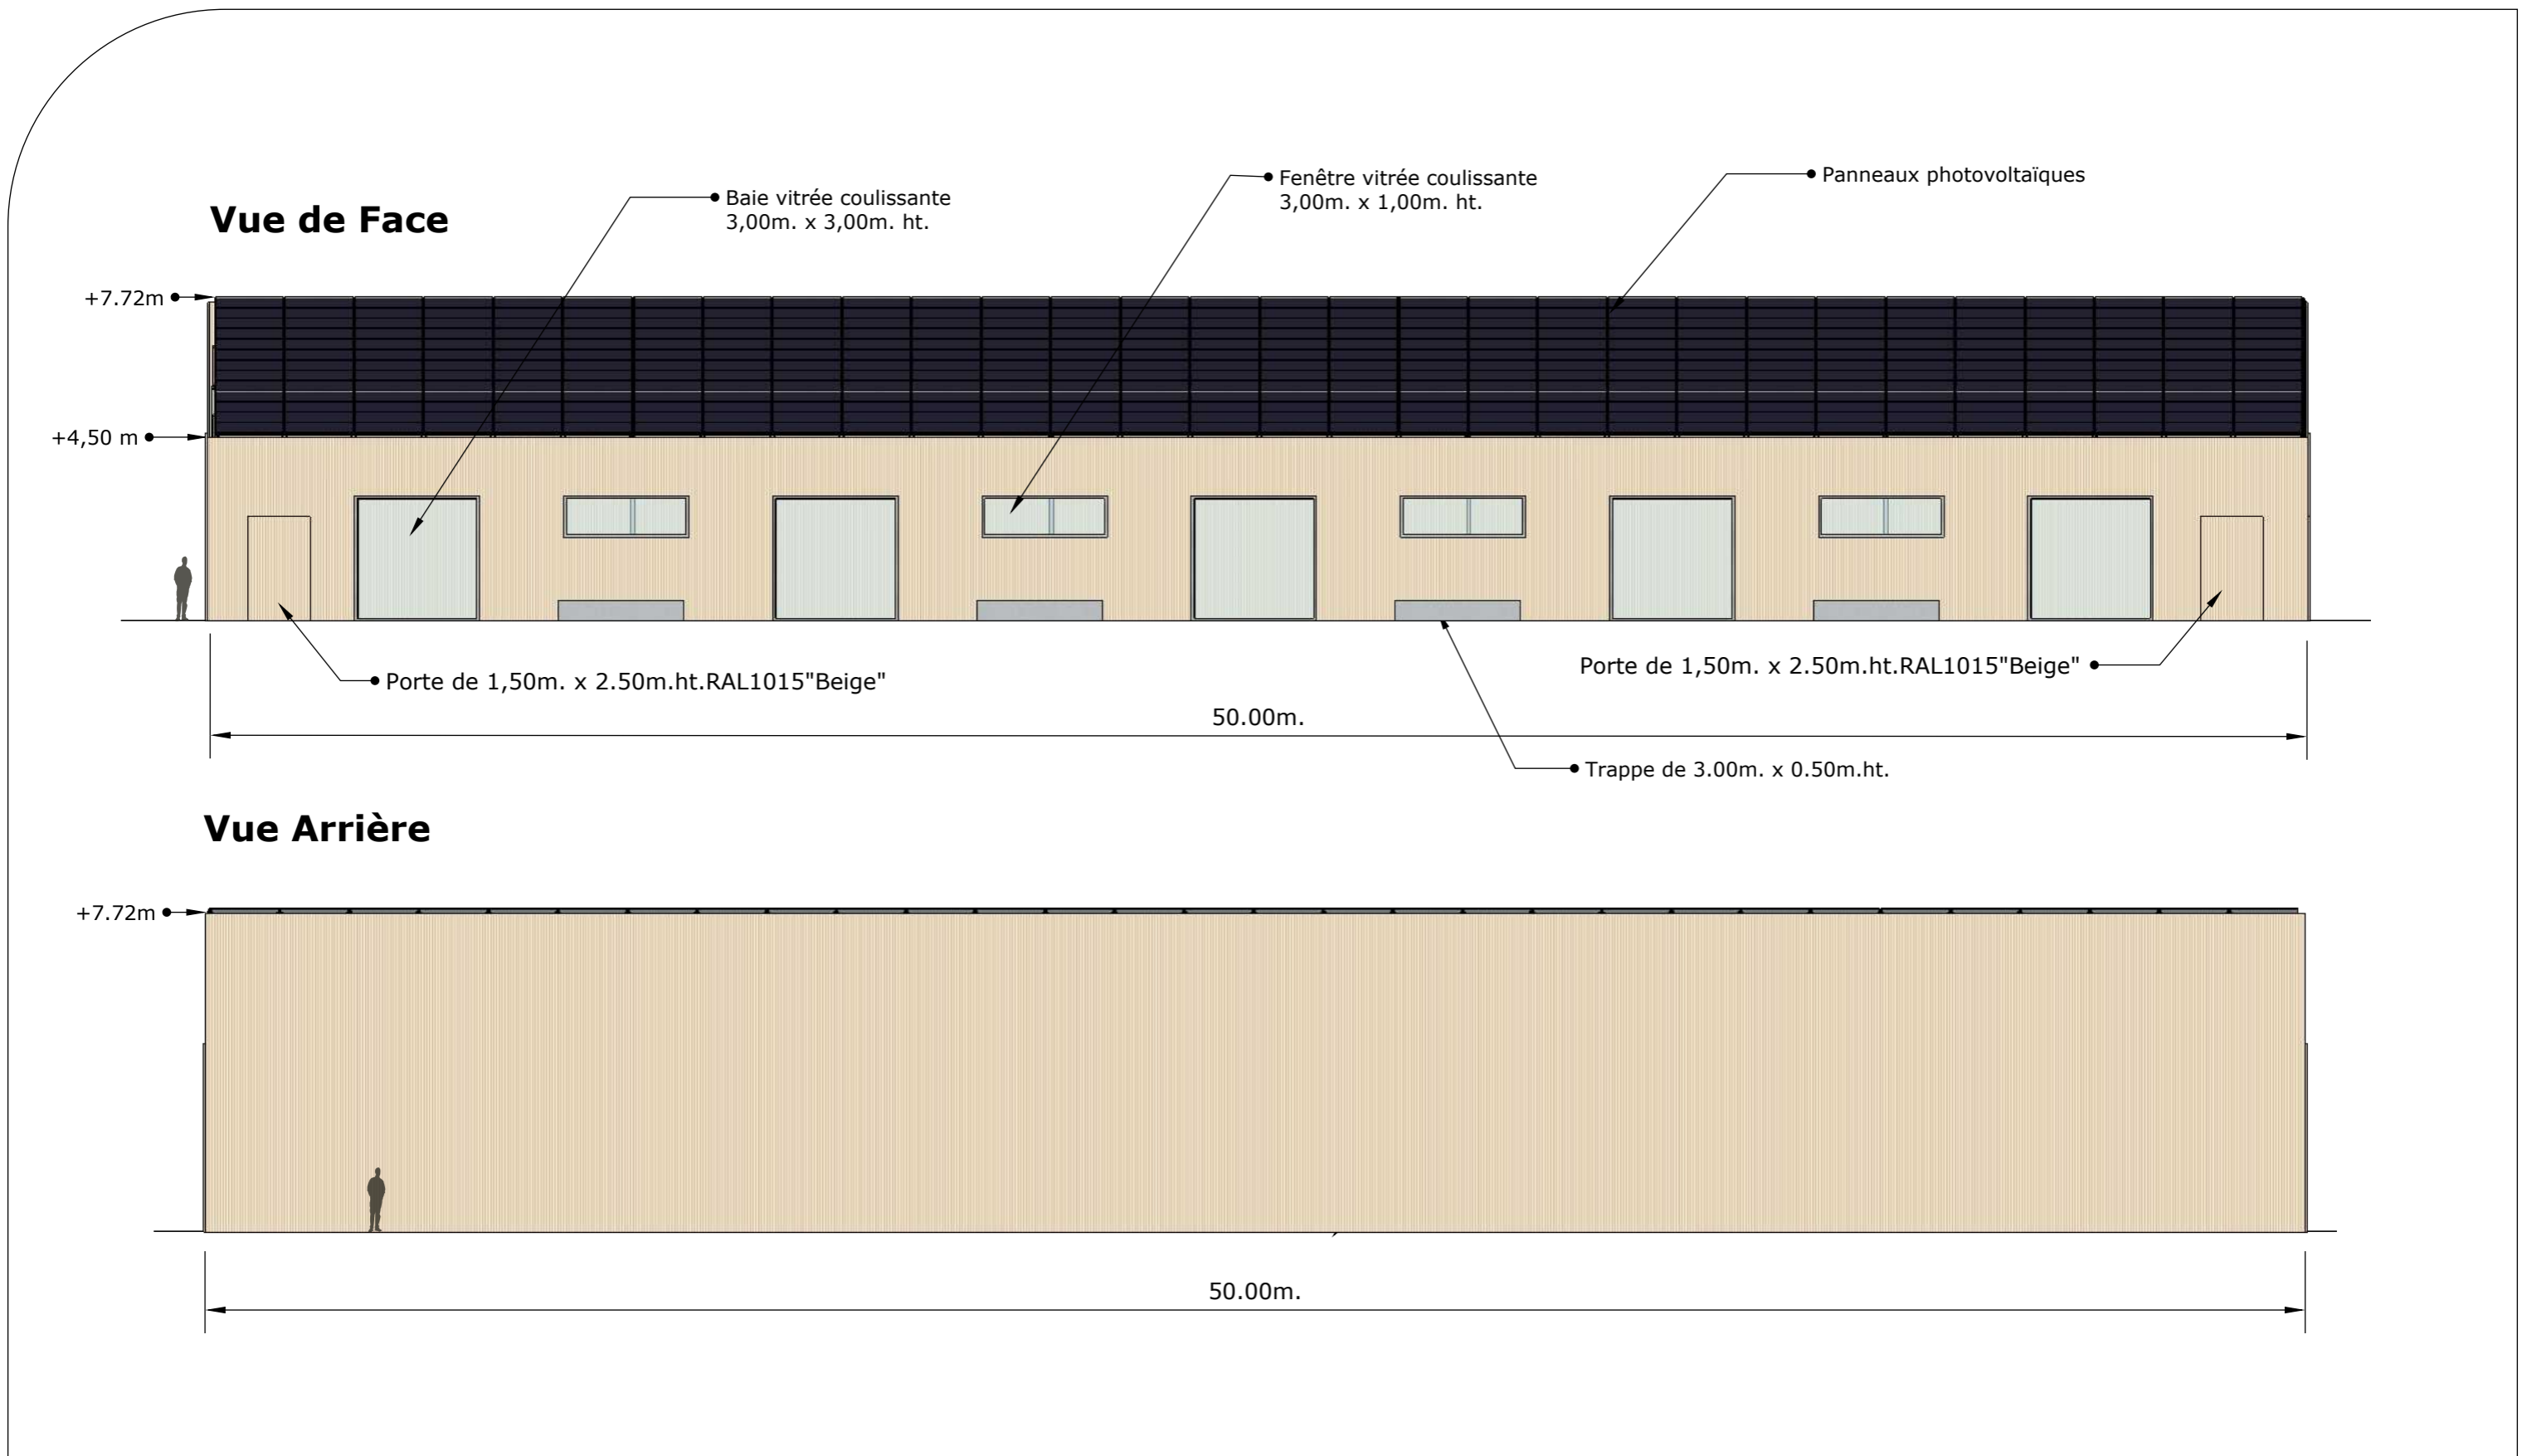 Vue de Face
Baie vitrée coulissante
3,00m. x 3,00m. ht.
Fenêtre vitrée coulissante
3,00m. x 1,00m. ht.
Panneaux photovoltaïques
+7.72m
+4,50 m
Porte de 1,50m. x 2.50m.ht.RAL1015"Beige"
Porte de 1,50m. x 2.50m.ht.RAL1015"Beige"
50.00m.
Trappe de 3.00m. x 0.50m.ht.
Vue Arrière
+7.72m
50.00m.